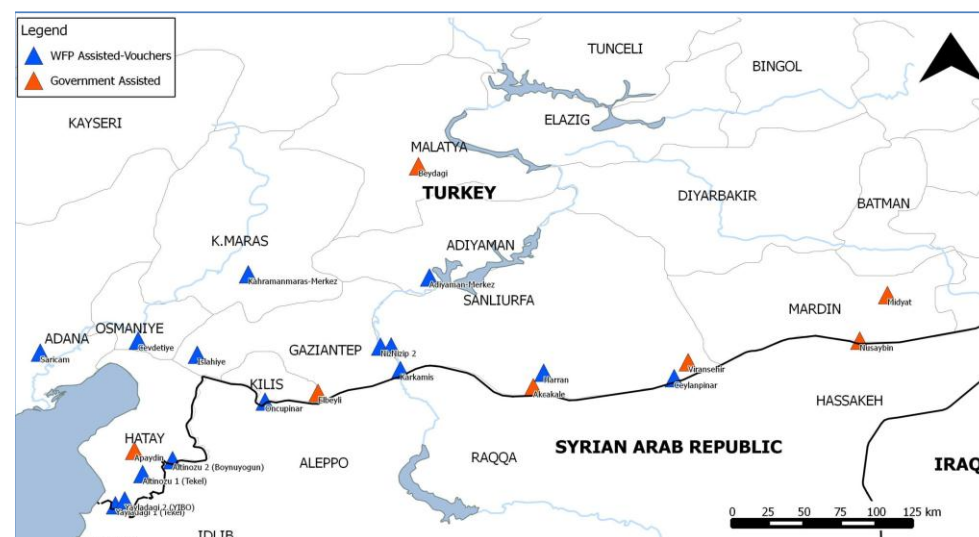 Legend
WFP Assisted-Vouchers
Government Assisted
TUNCELI
BINGOL
KAYSERI
ELAZIG
MALATYA
Beydagi
TURKEY
DIYARBAKIR
BATMAN
K.MARAS
ADIYAMAN
Kahramanmaras-Merkez
Adiyaman-Merkez
SANLIURFA
MARDIN
Midyat
ADANA
OSMANIYE
Saricam
Cevdetiye
Islahiye
GAZIANTEP
Nizip 2
Nusaybin
KILIS
Karkamis
Harran
Viransehir
Ceylanpinar
Elbeyli
Akcakale
Oncupinar
HASSAKEH
HATAY
Apaydin
Altinozu 2 (Boynuyogun)
ALEPPO
RAQQA
SYRIAN ARAB REPUBLIC
IRAQ
Altinozu 1 (Tekel)
Yayladagi 2 (YIBO)
Yayladagi 1 (Tekel)
IDLIB
0 25 50 75 100 125 km